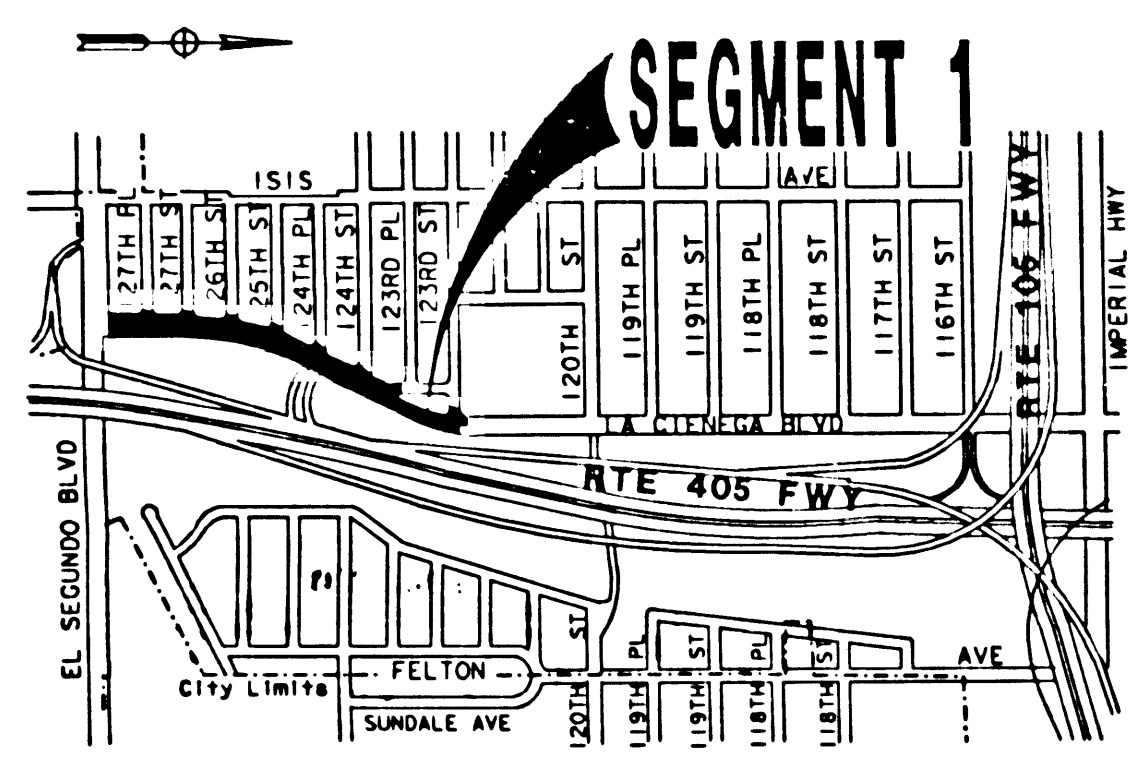 SEGMENT 1
ISIS
AVE
27TH PL
27TH ST
26TH ST
25TH ST
24TH PL
124TH ST
123RD PL
123RD ST
120TH ST
119TH PL
119TH ST
118TH PL
118TH ST
117TH ST
116TH ST
RTE 105 FWY
IMPERIAL HWY
LA CIENEGA BLVD
RTE 405 FWY
EL SEGUNDO BLVD
City Limits
FELTON
AVE
SUNDALE AVE
120TH ST
119TH PL
119TH ST
118TH PL
118TH ST